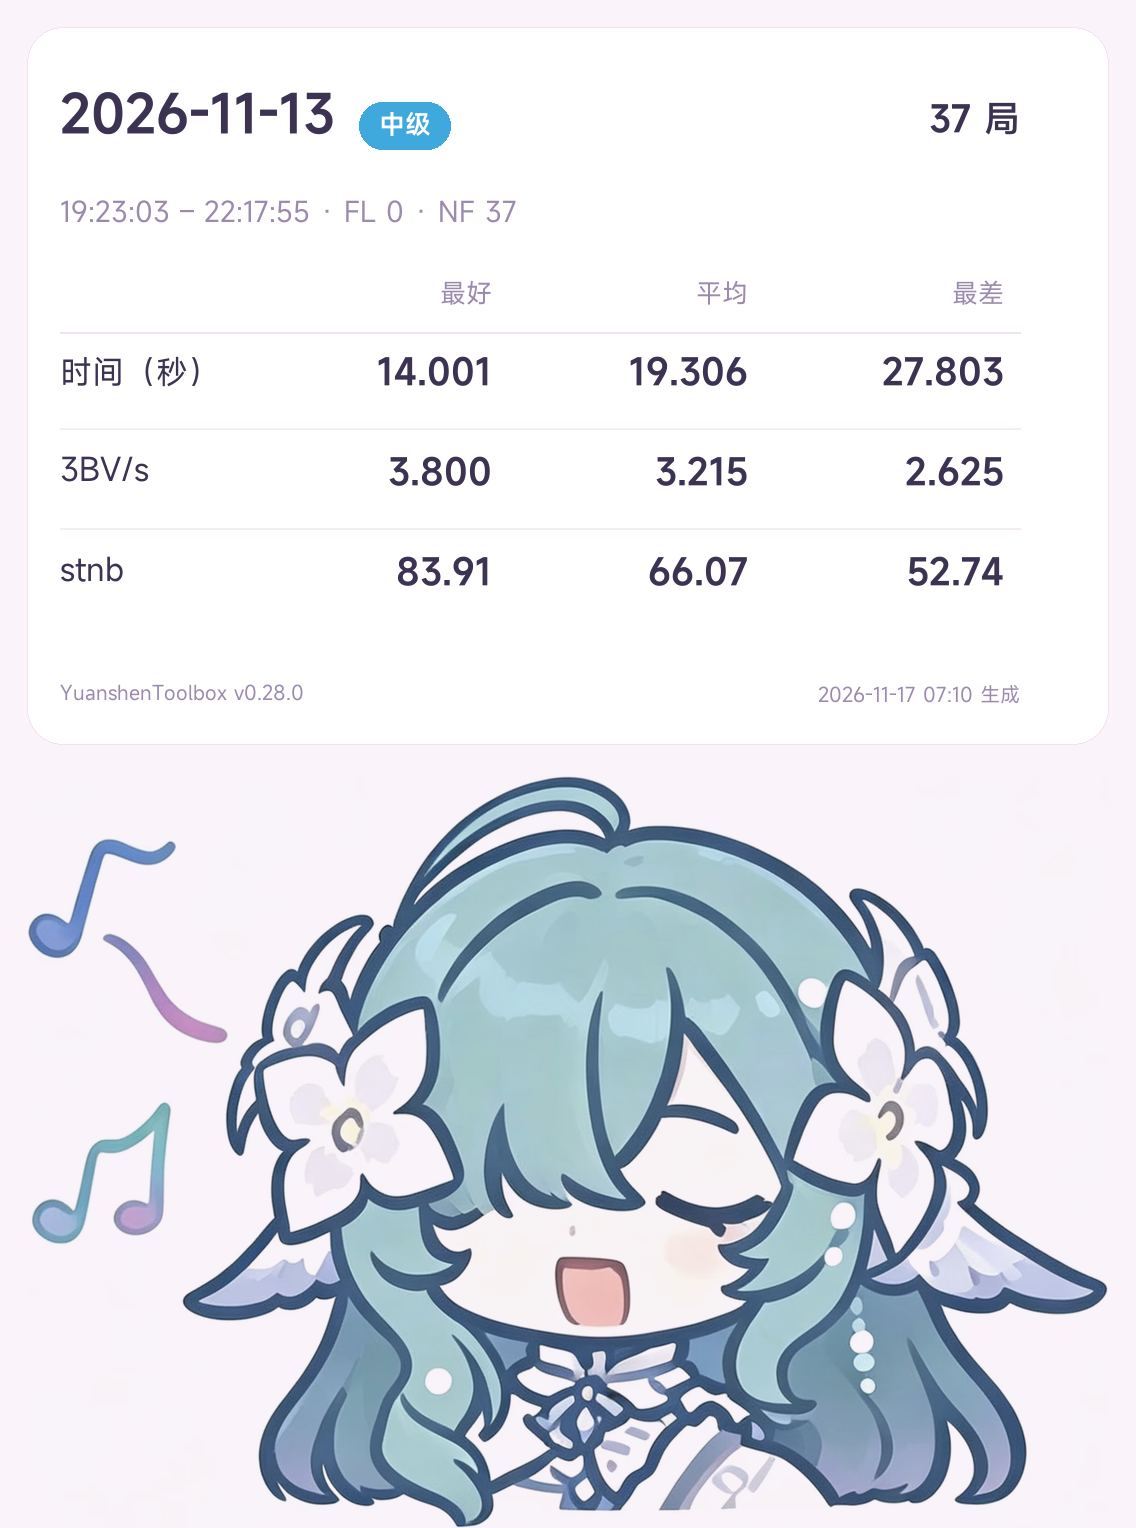 2026-11-13 中级 37 局
19:23:03 – 22:17:55 · FL 0 · NF 37
最好 平均 最差
时间（秒） 14.001 19.306 27.803
3BV/s 3.800 3.215 2.625
stnb 83.91 66.07 52.74
YuanshenToolbox v0.28.0 2026-11-17 07:10 生成